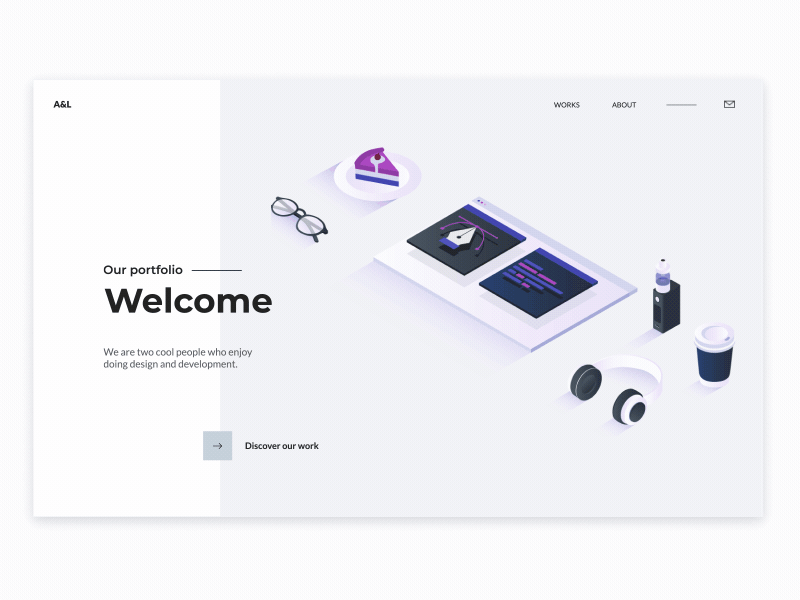 A&L
WORKS
ABOUT
Our portfolio
Welcome
We are two cool people who enjoy
doing design and development.
Discover our work